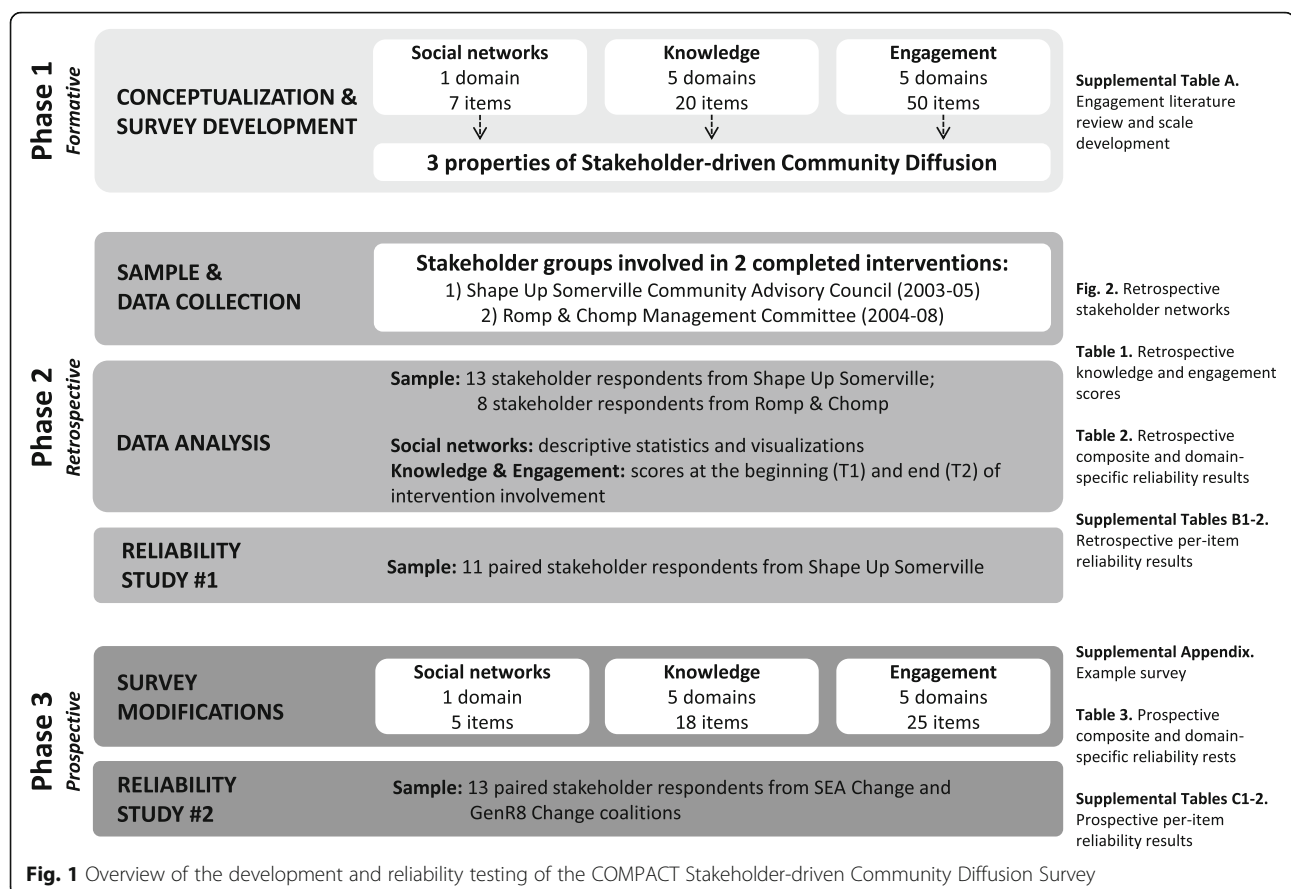 Phase 1
Formative
CONCEPTUALIZATION &
SURVEY DEVELOPMENT
Social networks
1 domain
7 items
Knowledge
5 domains
20 items
Engagement
5 domains
50 items
3 properties of Stakeholder-driven Community Diffusion
Supplemental Table A.
Engagement literature
review and scale
development
Phase 2
Retrospective
SAMPLE &
DATA COLLECTION
Stakeholder groups involved in 2 completed interventions:
1) Shape Up Somerville Community Advisory Council (2003-05)
2) Romp & Chomp Management Committee (2004-08)
DATA ANALYSIS
Sample: 13 stakeholder respondents from Shape Up Somerville;
8 stakeholder respondents from Romp & Chomp
Social networks: descriptive statistics and visualizations
Knowledge & Engagement: scores at the beginning (T1) and end (T2) of
intervention involvement
RELIABILITY
STUDY #1
Sample: 11 paired stakeholder respondents from Shape Up Somerville
Fig. 2. Retrospective
stakeholder networks
Table 1. Retrospective
knowledge and engagement
scores
Table 2. Retrospective
composite and domain-
specific reliability results
Supplemental Tables B1-2.
Retrospective per-item
reliability results
Phase 3
Prospective
SURVEY
MODIFICATIONS
Social networks
1 domain
5 items
Knowledge
5 domains
18 items
Engagement
5 domains
25 items
RELIABILITY
STUDY #2
Sample: 13 paired stakeholder respondents from SEA Change and
GenR8 Change coalitions
Supplemental Appendix.
Example survey
Table 3. Prospective
composite and domain-
specific reliability rests
Supplemental Tables C1-2.
Prospective per-item
reliability results
Fig. 1 Overview of the development and reliability testing of the COMPACT Stakeholder-driven Community Diffusion Survey